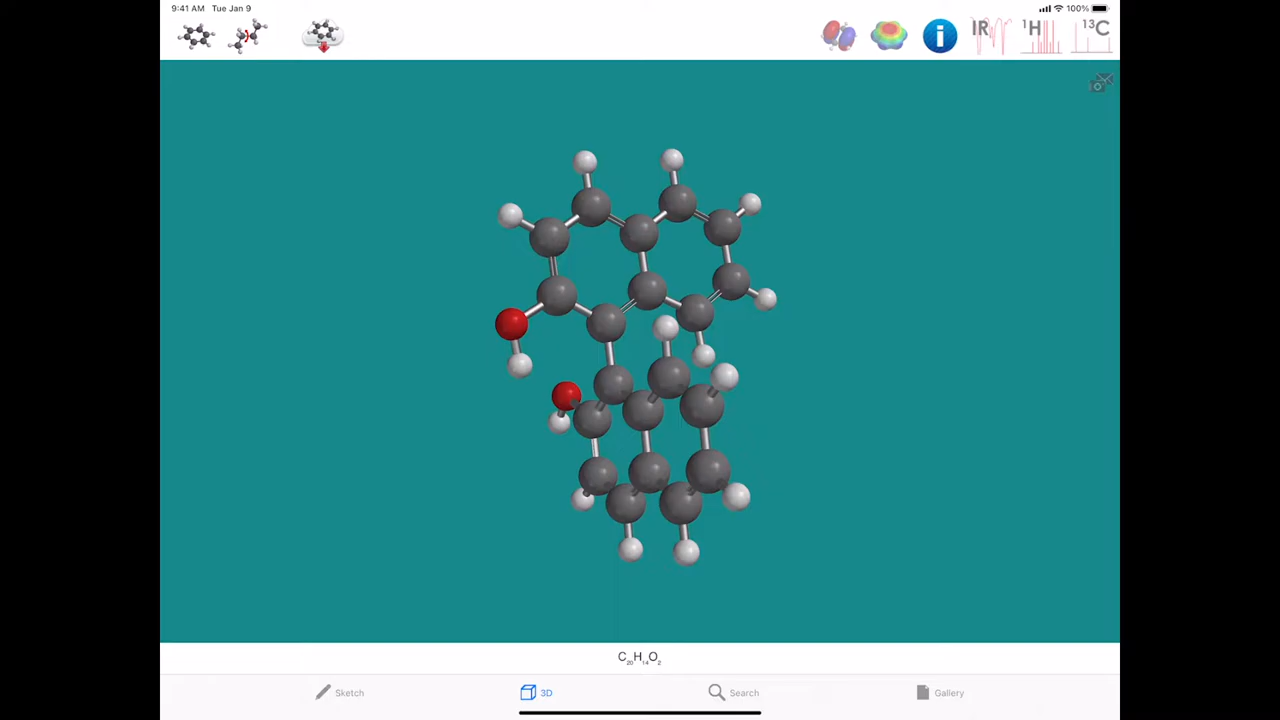 9:41 AM Tue Jan 9
100%
i
IR
¹H
¹³C
C₂₀H₁₄O₂
Sketch
3D
Search
Gallery